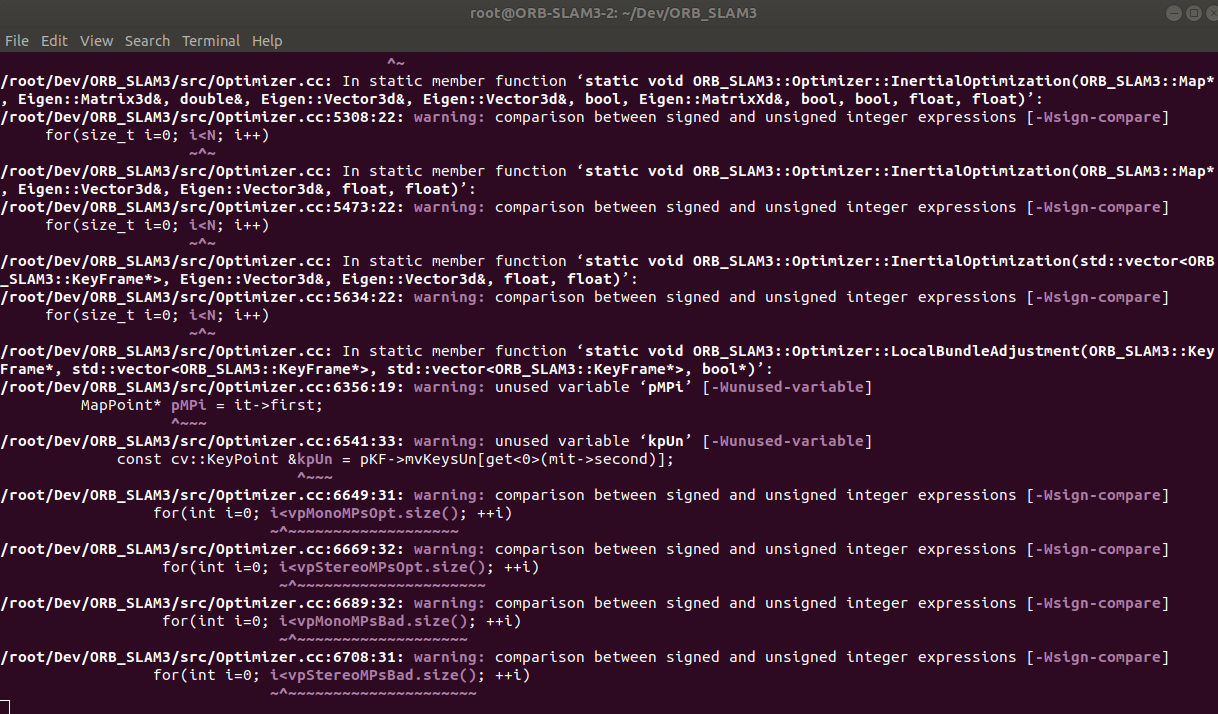 root@ORB-SLAM3-2: ~/Dev/ORB_SLAM3
File Edit View Search Terminal Help
^~
/root/Dev/ORB_SLAM3/src/Optimizer.cc: In static member function ‘static void ORB_SLAM3::Optimizer::InertialOptimization(ORB_SLAM3::Map*
, Eigen::Matrix3d&, double&, Eigen::Vector3d&, Eigen::Vector3d&, bool, Eigen::MatrixXd&, bool, bool, float, float)’:
/root/Dev/ORB_SLAM3/src/Optimizer.cc:5308:22: warning: comparison between signed and unsigned integer expressions [-Wsign-compare]
     for(size_t i=0; i<N; i++)
                     ~^~
/root/Dev/ORB_SLAM3/src/Optimizer.cc: In static member function ‘static void ORB_SLAM3::Optimizer::InertialOptimization(ORB_SLAM3::Map*
, Eigen::Vector3d&, Eigen::Vector3d&, float, float)’:
/root/Dev/ORB_SLAM3/src/Optimizer.cc:5473:22: warning: comparison between signed and unsigned integer expressions [-Wsign-compare]
     for(size_t i=0; i<N; i++)
                     ~^~
/root/Dev/ORB_SLAM3/src/Optimizer.cc: In static member function ‘static void ORB_SLAM3::Optimizer::InertialOptimization(std::vector<ORB
_SLAM3::KeyFrame*>, Eigen::Vector3d&, Eigen::Vector3d&, float, float)’:
/root/Dev/ORB_SLAM3/src/Optimizer.cc:5634:22: warning: comparison between signed and unsigned integer expressions [-Wsign-compare]
     for(size_t i=0; i<N; i++)
                     ~^~
/root/Dev/ORB_SLAM3/src/Optimizer.cc: In static member function ‘static void ORB_SLAM3::Optimizer::LocalBundleAdjustment(ORB_SLAM3::Key
Frame*, std::vector<ORB_SLAM3::KeyFrame*>, std::vector<ORB_SLAM3::KeyFrame*>, bool*)’:
/root/Dev/ORB_SLAM3/src/Optimizer.cc:6356:19: warning: unused variable ‘pMPi’ [-Wunused-variable]
         MapPoint* pMPi = it->first;
                   ^~~~
/root/Dev/ORB_SLAM3/src/Optimizer.cc:6541:33: warning: unused variable ‘kpUn’ [-Wunused-variable]
             const cv::KeyPoint &kpUn = pKF->mvKeysUn[get<0>(mit->second)];
                                 ^~~~
/root/Dev/ORB_SLAM3/src/Optimizer.cc:6649:31: warning: comparison between signed and unsigned integer expressions [-Wsign-compare]
                 for(int i=0; i<vpMonoMPsOpt.size(); ++i)
                              ~^~~~~~~~~~~~~~~~~~~~
/root/Dev/ORB_SLAM3/src/Optimizer.cc:6669:32: warning: comparison between signed and unsigned integer expressions [-Wsign-compare]
                  for(int i=0; i<vpStereoMPsOpt.size(); ++i)
                               ~^~~~~~~~~~~~~~~~~~~~~~
/root/Dev/ORB_SLAM3/src/Optimizer.cc:6689:32: warning: comparison between signed and unsigned integer expressions [-Wsign-compare]
                  for(int i=0; i<vpMonoMPsBad.size(); ++i)
                               ~^~~~~~~~~~~~~~~~~~~~
/root/Dev/ORB_SLAM3/src/Optimizer.cc:6708:31: warning: comparison between signed and unsigned integer expressions [-Wsign-compare]
                 for(int i=0; i<vpStereoMPsBad.size(); ++i)
                              ~^~~~~~~~~~~~~~~~~~~~~~